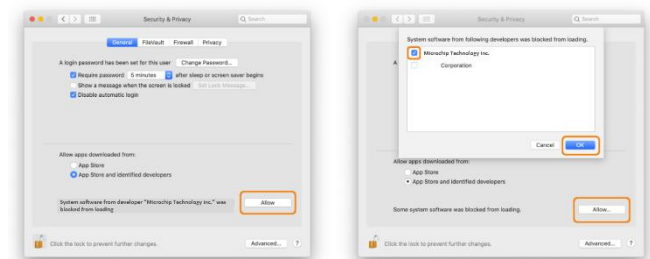 Security & Privacy
Search
General FileVault Firewall Privacy
A login password has been set for this user Change Password...
Require password 5 minutes after sleep or screen saver begins
Show a message when the screen is locked Set Lock Message...
Disable automatic login
Allow apps downloaded from:
App Store
App Store and identified developers
System software from developer "Microchip Technology Inc." was
blocked from loading
Allow
Click the lock to prevent further changes.
Advanced...
?
Security & Privacy
Search
System software from following developers was blocked from loading.
Microchip Technology Inc.
Corporation
A
Cancel
OK
Allow apps downloaded from:
App Store
App Store and identified developers
Some system software was blocked from loading.
Allow...
Click the lock to prevent further changes.
Advanced...
?